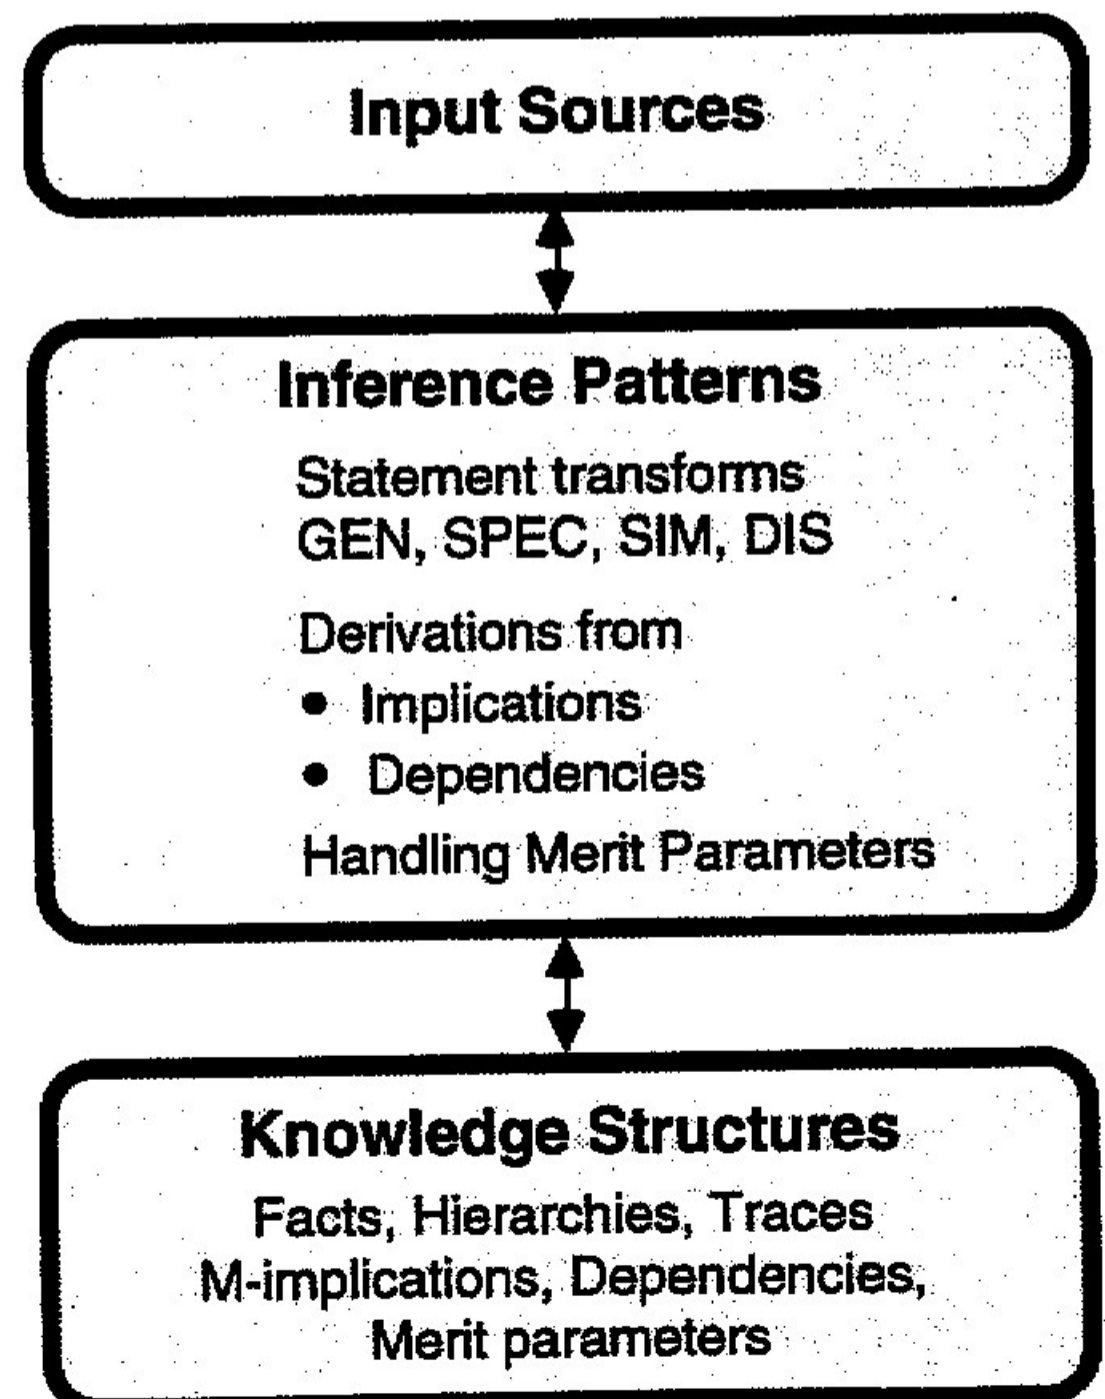 Input Sources
Inference Patterns
Statement transforms
GEN, SPEC, SIM, DIS
Derivations from
• Implications
• Dependencies
Handling Merit Parameters
Knowledge Structures
Facts, Hierarchies, Traces
M-implications, Dependencies,
Merit parameters